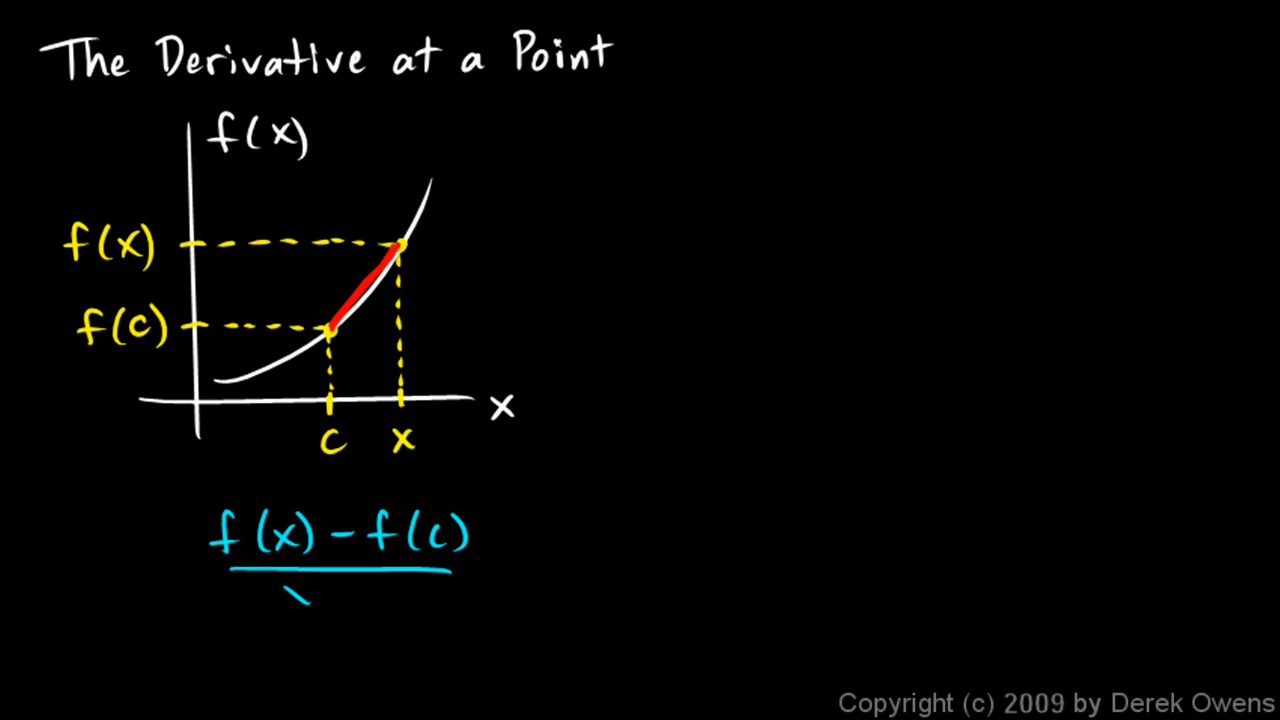 The Derivative at a Point
f(x)
f(x)
f(c)
x
c x
f(x) - f(c)
Copyright (c) 2009 by Derek Owens